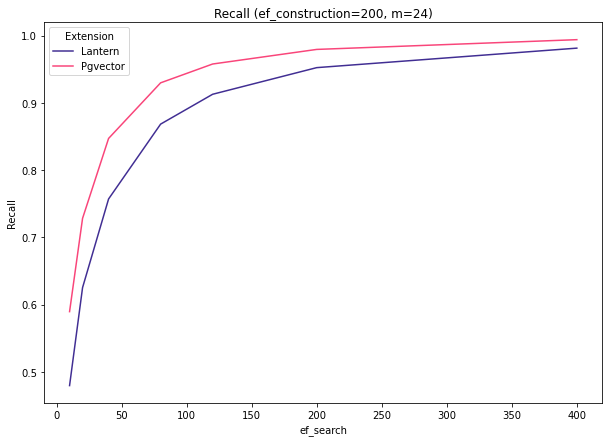 Recall (ef_construction=200, m=24)
Extension
Lantern
Pgvector
1.0
0.9
0.8
0.7
0.6
0.5
Recall
0 50 100 150 200 250 300 350 400
ef_search